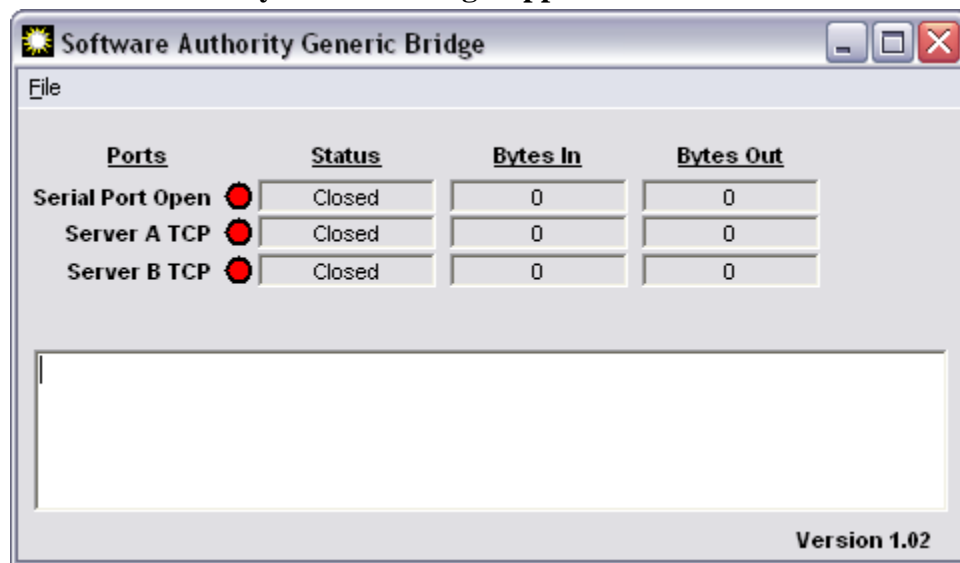 Software Authority Generic Bridge
File
Ports Status Bytes In Bytes Out
Serial Port Open Closed 0 0
Server A TCP Closed 0 0
Server B TCP Closed 0 0
Version 1.02